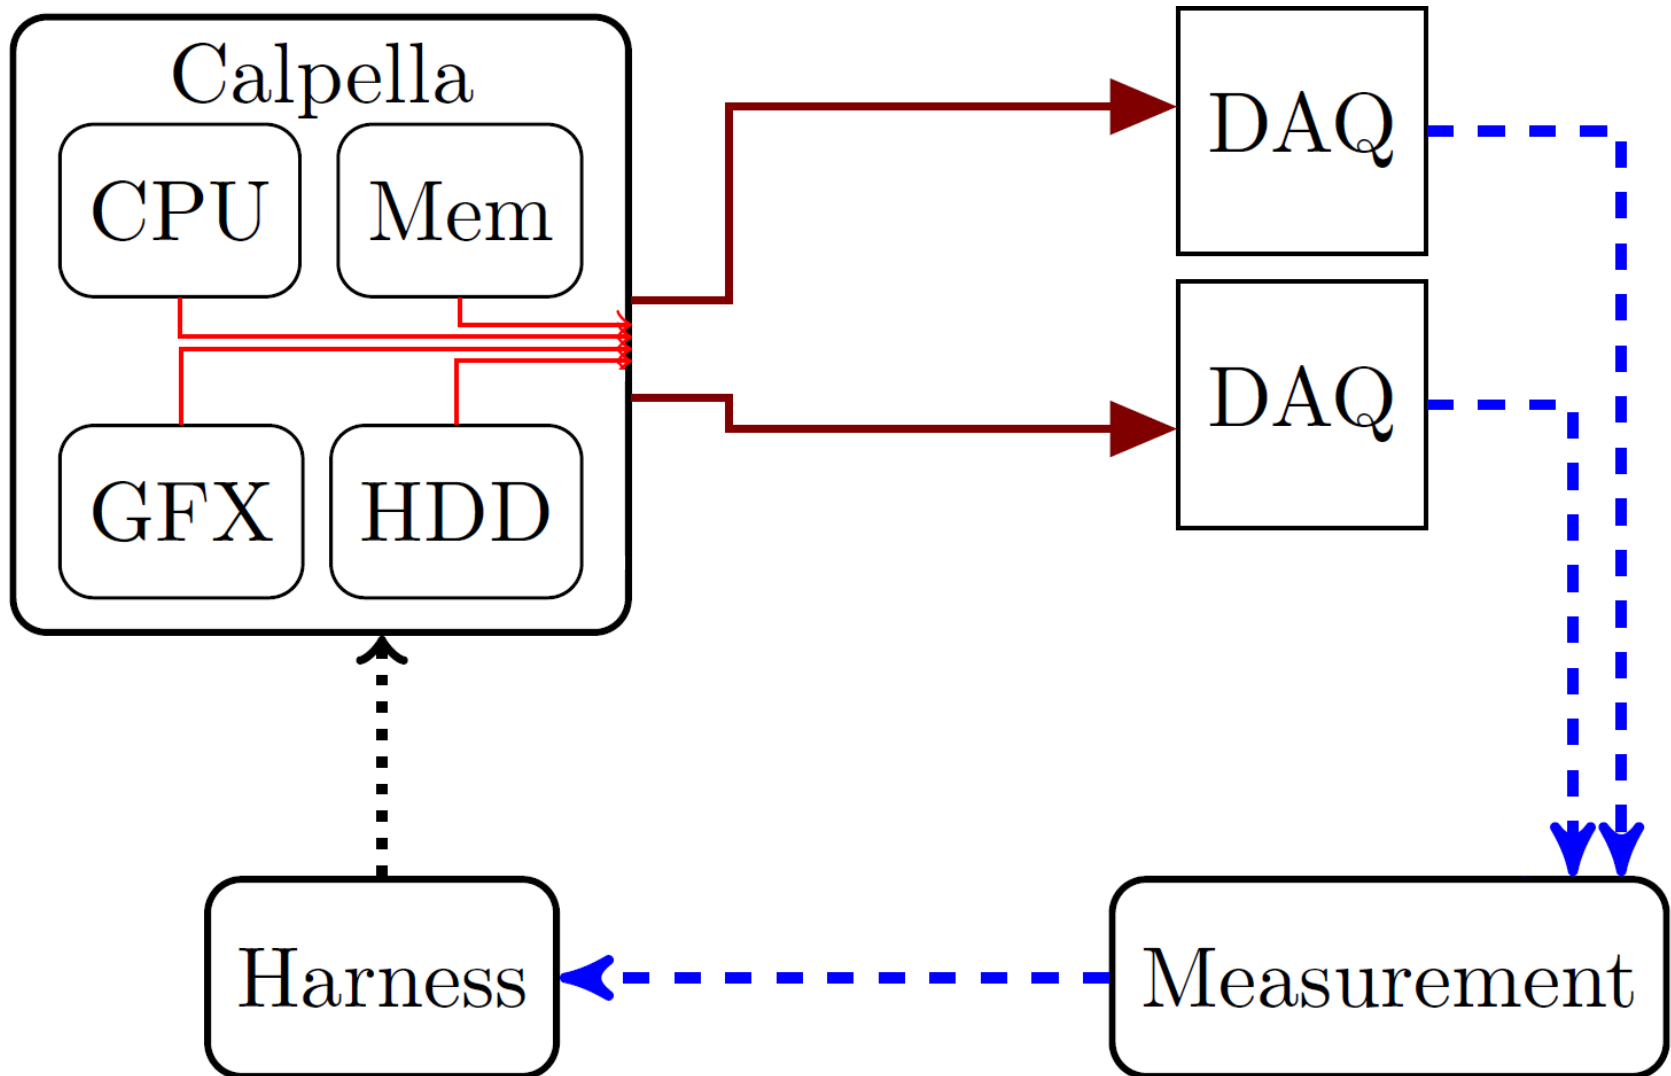 Calpella
CPU
Mem
GFX
HDD
DAQ
DAQ
Harness
Measurement